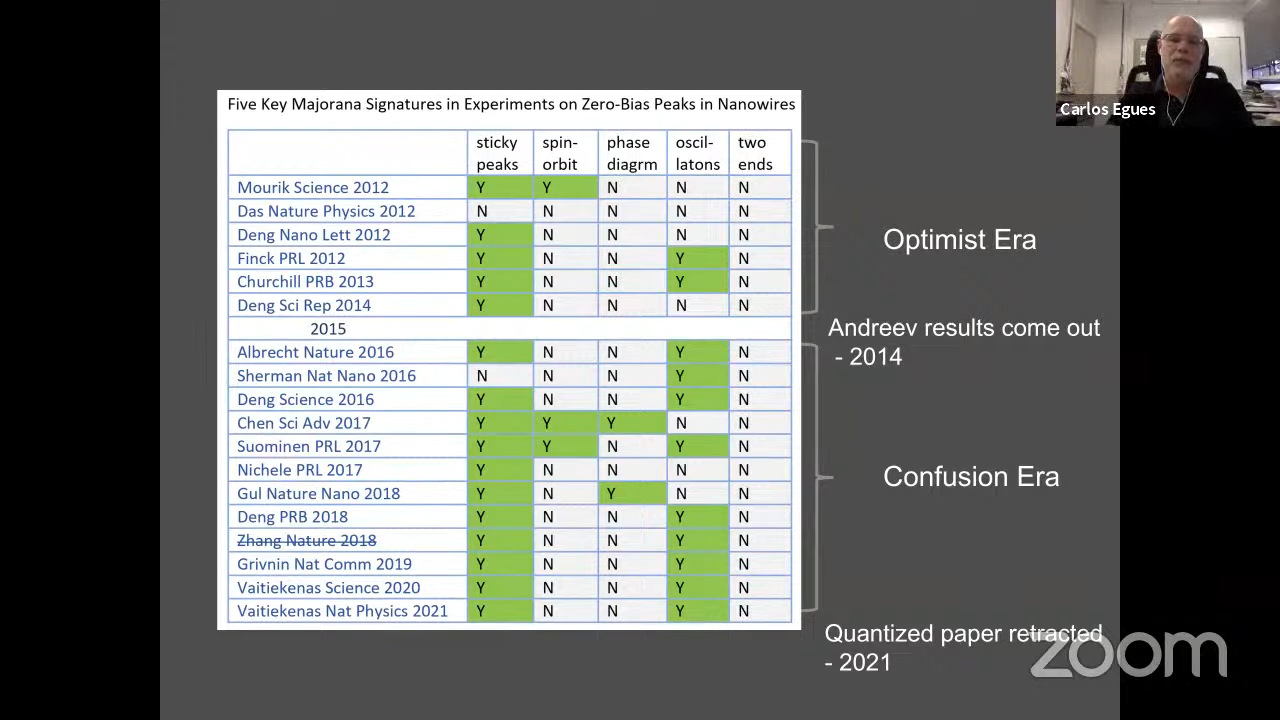 Carlos Egues
Five Key Majorana Signatures in Experiments on Zero-Bias Peaks in Nanowires
sticky peaks spin-orbit phase diagrm oscil-latons two ends
Mourik Science 2012 Y Y N N N
Das Nature Physics 2012 N N N N N
Deng Nano Lett 2012 Y N N N N
Finck PRL 2012 Y N N Y N
Churchill PRB 2013 Y N N Y N
Deng Sci Rep 2014 Y N N N N
2015
Albrecht Nature 2016 Y N N Y N
Sherman Nat Nano 2016 N N N Y N
Deng Science 2016 Y N N Y N
Chen Sci Adv 2017 Y Y Y N N
Suominen PRL 2017 Y Y N Y N
Nichele PRL 2017 Y N N N N
Gul Nature Nano 2018 Y N Y N N
Deng PRB 2018 Y N N Y N
Zhang Nature 2018 Y N N Y N
Grivnin Nat Comm 2019 Y N N Y N
Vaitiekenas Science 2020 Y N N Y N
Vaitiekenas Nat Physics 2021 Y N N Y N
Optimist Era
Andreev results come out
- 2014
Confusion Era
Quantized paper retracted
- 2021
zoom